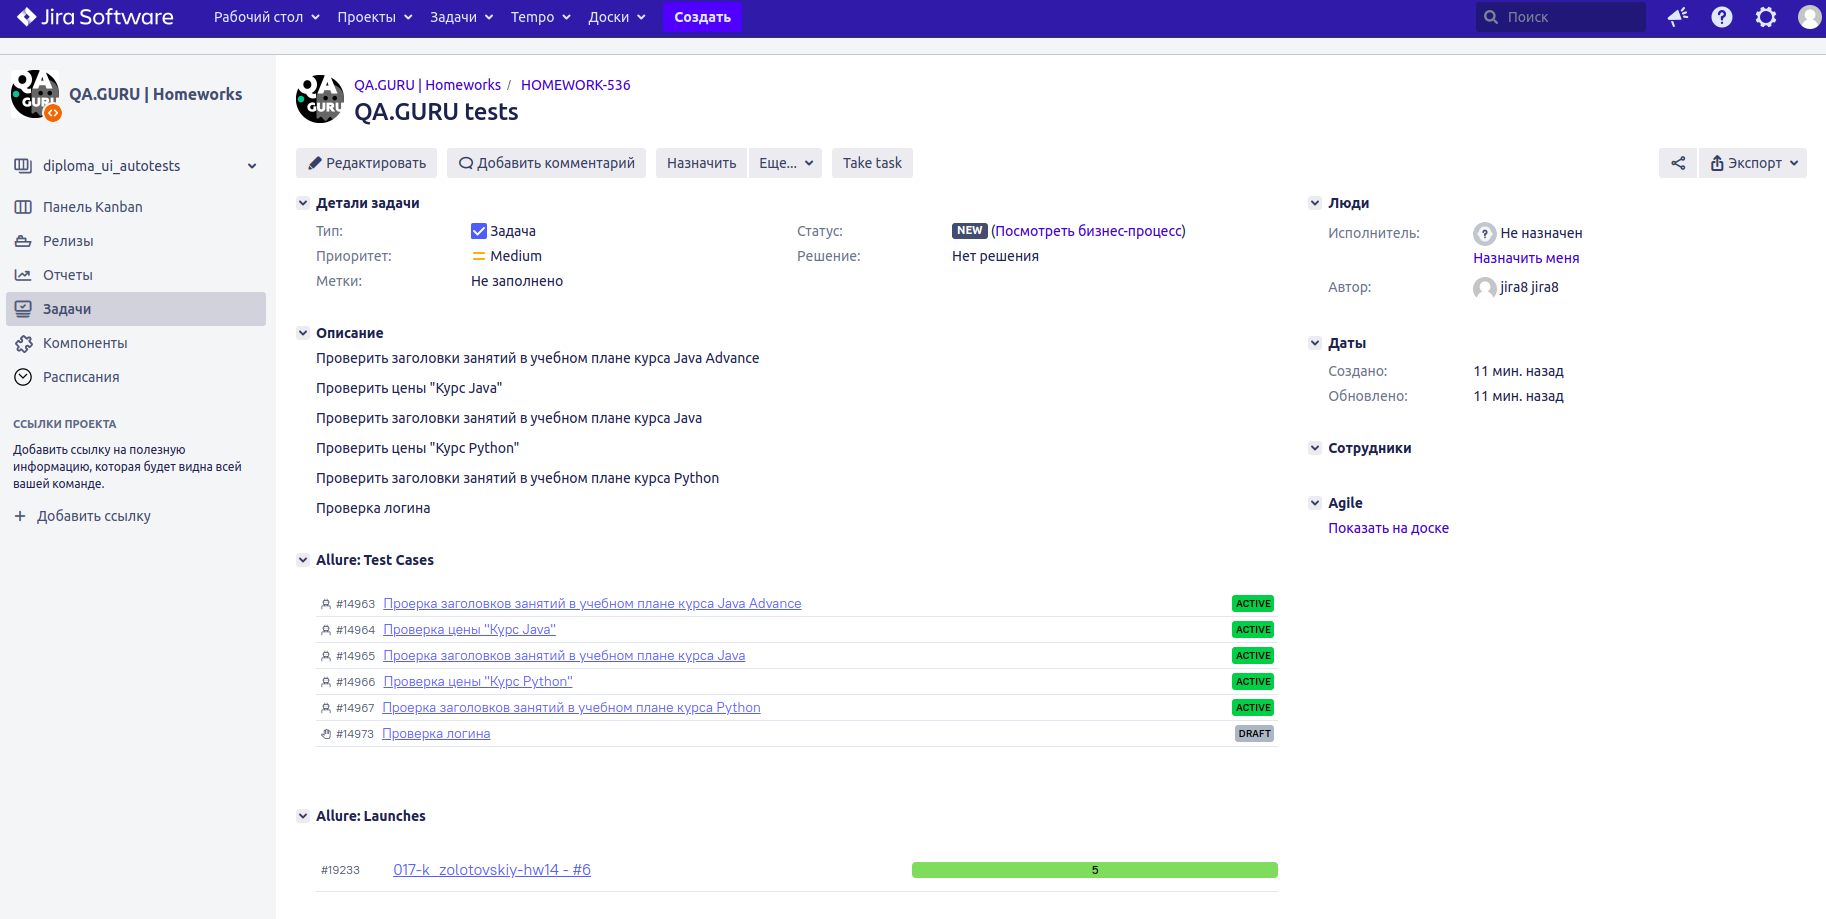 Jira Software
Рабочий стол
Проекты
Задачи
Tempo
Доски
Создать
Поиск
QA GURU
QA.GURU | Homeworks
diploma_ui_autotests
Панель Kanban
Релизы
Отчеты
Задачи
Компоненты
Расписания
ССЫЛКИ ПРОЕКТА
Добавить ссылку на полезную
информацию, которая будет видна всей
вашей команде.
+ Добавить ссылку
QA GURU
QA.GURU | Homeworks / HOMEWORK-536
QA.GURU tests
Редактировать
Добавить комментарий
Назначить
Еще...
Take task
Экспорт
Детали задачи
Тип: Задача
Статус: NEW (Посмотреть бизнес-процесс)
Приоритет: Medium
Решение: Нет решения
Метки: Не заполнено
Описание
Проверить заголовки занятий в учебном плане курса Java Advance
Проверить цены "Курс Java"
Проверить заголовки занятий в учебном плане курса Java
Проверить цены "Курс Python"
Проверить заголовки занятий в учебном плане курса Python
Проверка логина
Allure: Test Cases
#14963 Проерка заголовков занятий в учебном плане курса Java Advance ACTIVE
#14964 Проверка цены "Курс Java" ACTIVE
#14965 Проерка заголовков занятий в учебном плане курса Java ACTIVE
#14966 Проверка цены "Курс Python" ACTIVE
#14967 Проерка заголовков занятий в учебном плане курса Python ACTIVE
#14973 Проверка логина DRAFT
Allure: Launches
#19233 017-k_zolotovskiy-hw14 - #6 5
Люди
Исполнитель: Не назначен
Назначить меня
Автор: jira8 jira8
Даты
Создано: 11 мин. назад
Обновлено: 11 мин. назад
Сотрудники
Agile
Показать на доске